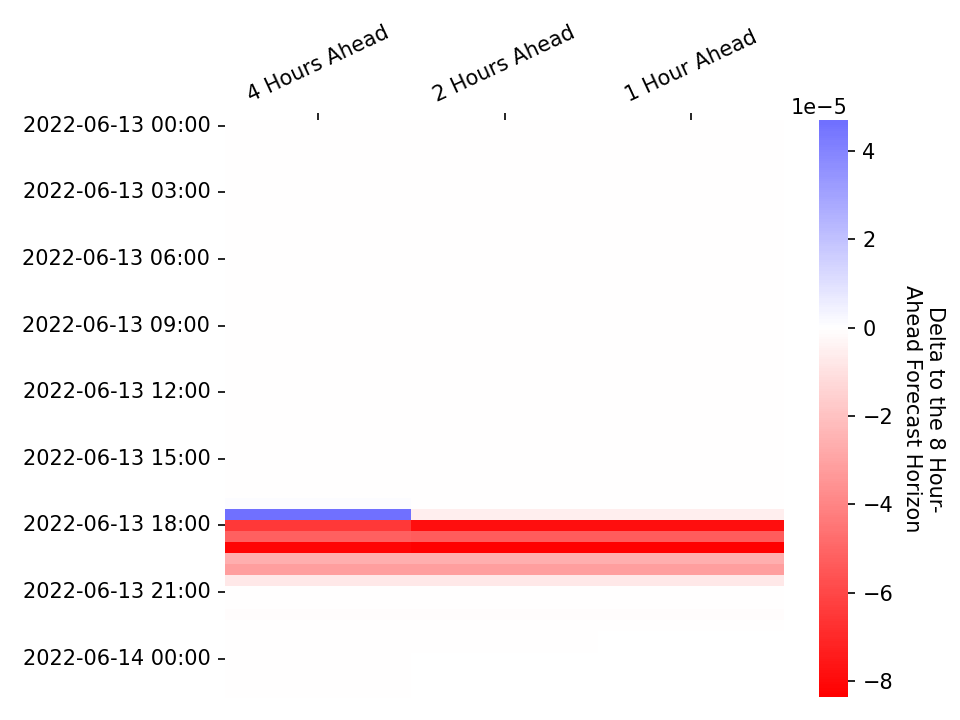 4 Hours Ahead
2 Hours Ahead
1 Hour Ahead
1e−5
2022-06-13 00:00
2022-06-13 03:00
2022-06-13 06:00
2022-06-13 09:00
2022-06-13 12:00
2022-06-13 15:00
2022-06-13 18:00
2022-06-13 21:00
2022-06-14 00:00
4
2
0
−2
−4
−6
−8
Delta to the 8 Hour-
Ahead Forecast Horizon